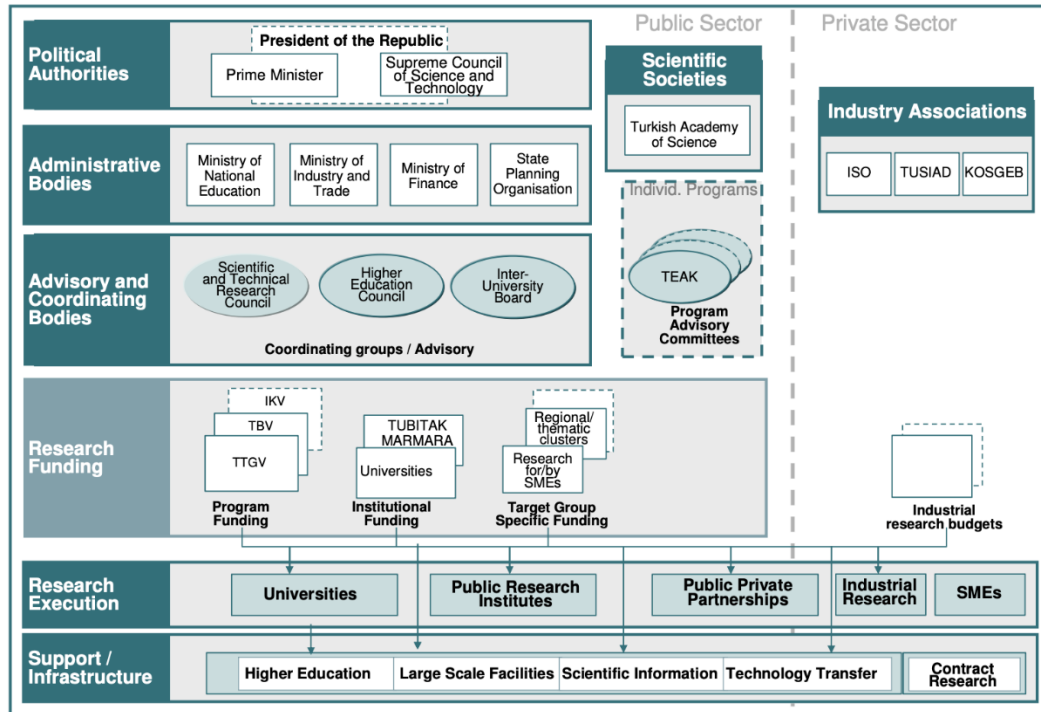 Public Sector
Private Sector
Political
Authorities
President of the Republic
Prime Minister
Supreme Council
of Science and
Technology
Scientific
Societies
Turkish Academy
of Science
Industry Associations
ISO
TUSIAD
KOSGEB
Administrative
Bodies
Ministry of
National
Education
Ministry of
Industry and
Trade
Ministry of
Finance
State
Planning
Organisation
Individ. Programs
TEAK
Program
Advisory
Committees
Advisory and
Coordinating
Bodies
Scientific
and Technical
Research
Council
Higher
Education
Council
Inter-
University
Board
Coordinating groups / Advisory
Research
Funding
IKV
TBV
TTGV
Program
Funding
TUBITAK
MARMARA
Universities
Institutional
Funding
Regional/
thematic
clusters
Research
for/by
SMEs
Target Group
Specific Funding
Industrial
research budgets
Research
Execution
Universities
Public Research
Institutes
Public Private
Partnerships
Industrial
Research
SMEs
Support /
Infrastructure
Higher Education
Large Scale Facilities
Scientific Information
Technology Transfer
Contract
Research